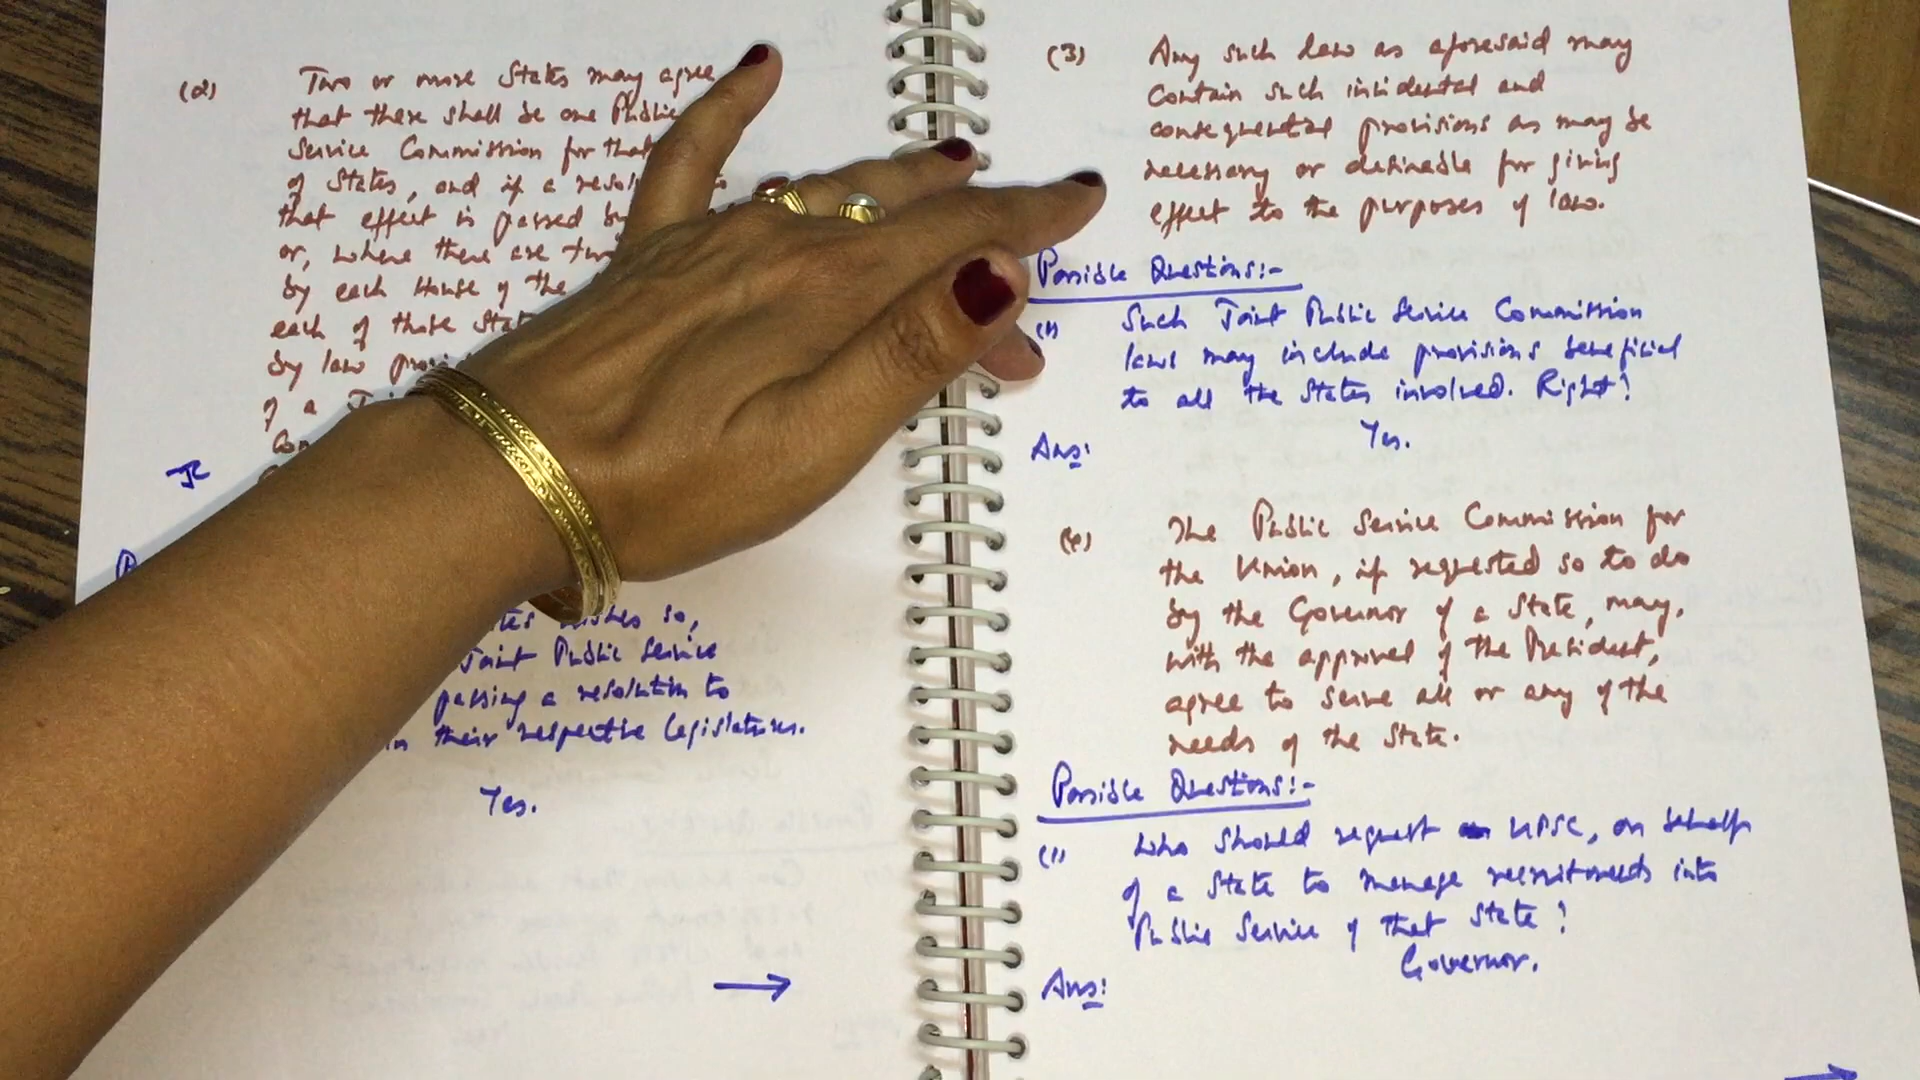 (2) Two or more States may agree
that there shall be one Public
Service Commission for that
of States, and if a resol to
that effect is passed by
or, where there are two
by each House of the
each of those Stat
by law provi
of a
Com
JC
tes wishes so,
Joint Public Service
passing a resolution to
in their respective legislatures.
Yes.
(3) Any such law as aforesaid may
contain such incidental and
consequential provisions as may be
necessary or desirable for giving
effect to the purposes of law.
Possible Questions:-
(1) Such Joint Public Service Commission
laws may include provisions beneficial
to all the States involved. Right?
Ans: Yes.
(4) The Public Service Commission for
the Union, if requested so to do
by the Governor of a State, may,
with the approval of the President,
agree to serve all or any of the
needs of the State.
Possible Questions:-
(1) Who should request UPSC, on behalf
of a State to manage recruitments into
Public Service of that State?
Ans: Governor.